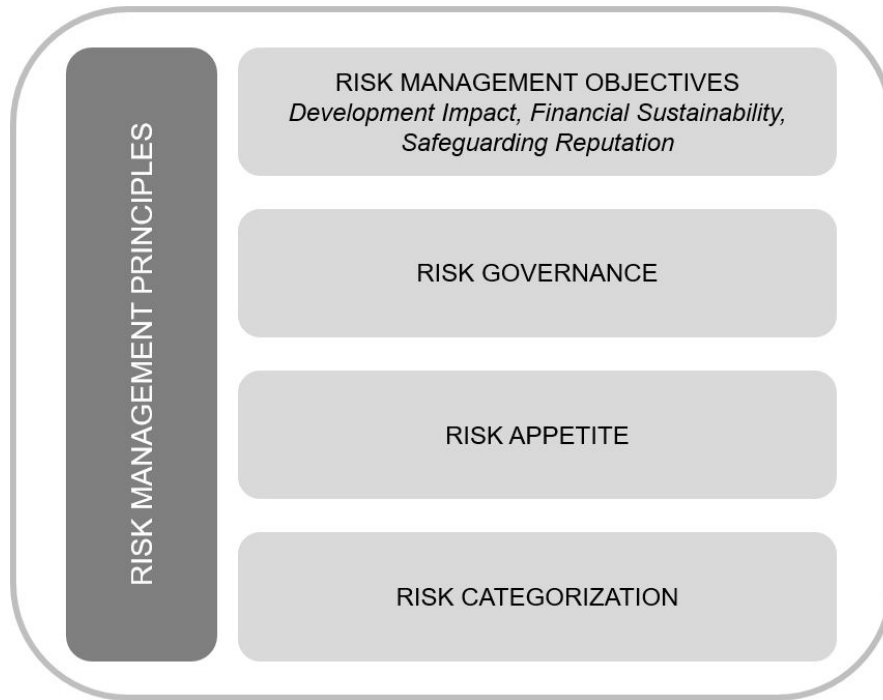 RISK MANAGEMENT PRINCIPLES
RISK MANAGEMENT OBJECTIVES
Development Impact, Financial Sustainability,
Safeguarding Reputation
RISK GOVERNANCE
RISK APPETITE
RISK CATEGORIZATION